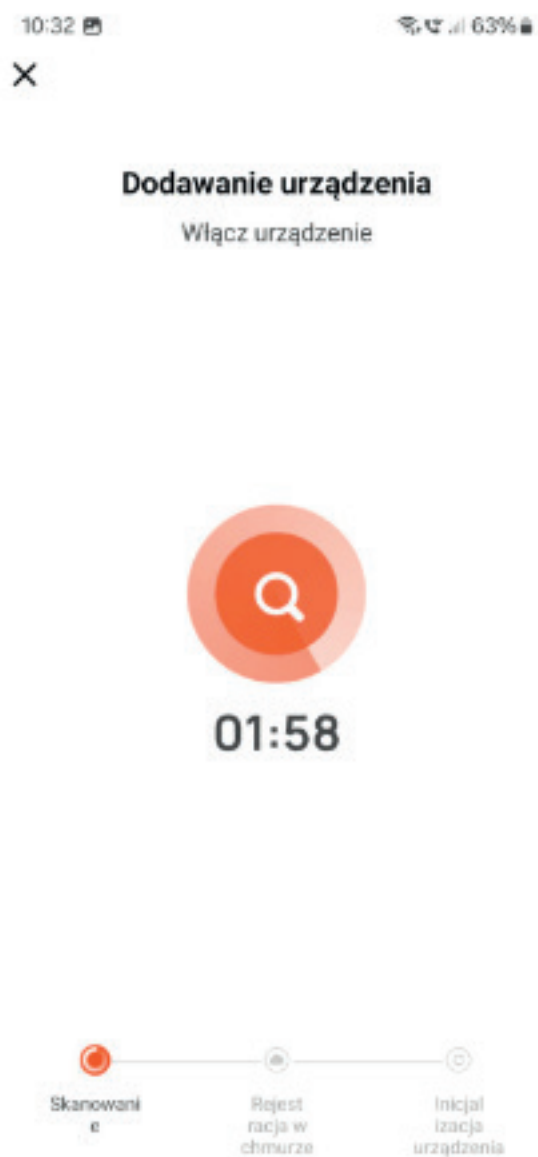 10:32 63%
Dodawanie urządzenia
Włącz urządzenie
01:58
Skanowani
e
Rejest
racja w
chmurze
Inicjal
izacja
urządzenia